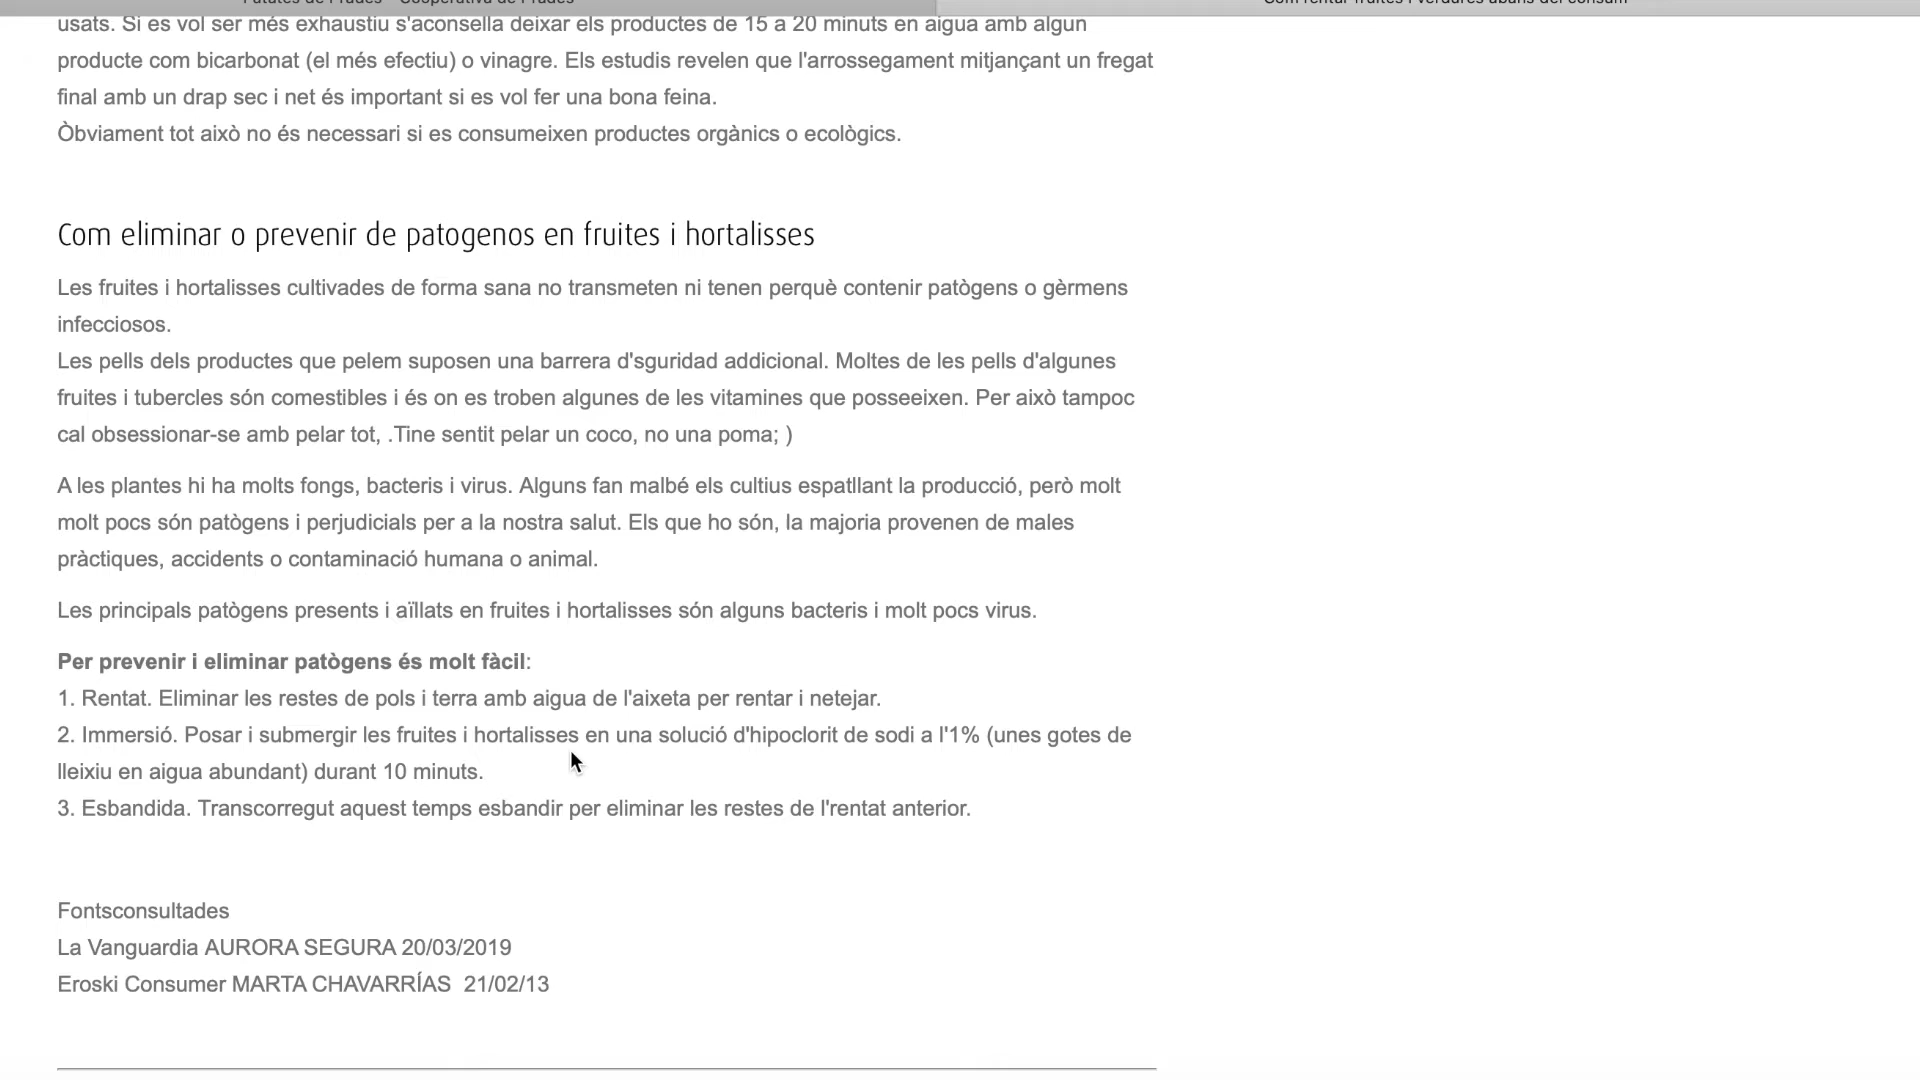 Patates de Prades - Cooperativa de Prades
Com rentar fruites i verdures abans del consum
usats. Si es vol ser més exhaustiu s'aconsella deixar els productes de 15 a 20 minuts en aigua amb algun
producte com bicarbonat (el més efectiu) o vinagre. Els estudis revelen que l'arrossegament mitjançant un fregat
final amb un drap sec i net és important si es vol fer una bona feina.
Òbviament tot això no és necessari si es consumeixen productes orgànics o ecològics.
Com eliminar o prevenir de patogenos en fruites i hortalisses
Les fruites i hortalisses cultivades de forma sana no transmeten ni tenen perquè contenir patògens o gèrmens
infecciosos.
Les pells dels productes que pelem suposen una barrera d'sguridad addicional. Moltes de les pells d'algunes
fruites i tubercles són comestibles i és on es troben algunes de les vitamines que posseeixen. Per això tampoc
cal obsessionar-se amb pelar tot, .Tine sentit pelar un coco, no una poma; )
A les plantes hi ha molts fongs, bacteris i virus. Alguns fan malbé els cultius espatllant la producció, però molt
molt pocs són patògens i perjudicials per a la nostra salut. Els que ho són, la majoria provenen de males
pràctiques, accidents o contaminació humana o animal.
Les principals patògens presents i aïllats en fruites i hortalisses són alguns bacteris i molt pocs virus.
Per prevenir i eliminar patògens és molt fàcil:
1. Rentat. Eliminar les restes de pols i terra amb aigua de l'aixeta per rentar i netejar.
2. Immersió. Posar i submergir les fruites i hortalisses en una solució d'hipoclorit de sodi a l'1% (unes gotes de
lleixiu en aigua abundant) durant 10 minuts.
3. Esbandida. Transcorregut aquest temps esbandir per eliminar les restes de l'rentat anterior.
Fontsconsultades
La Vanguardia AURORA SEGURA 20/03/2019
Eroski Consumer MARTA CHAVARRÍAS 21/02/13